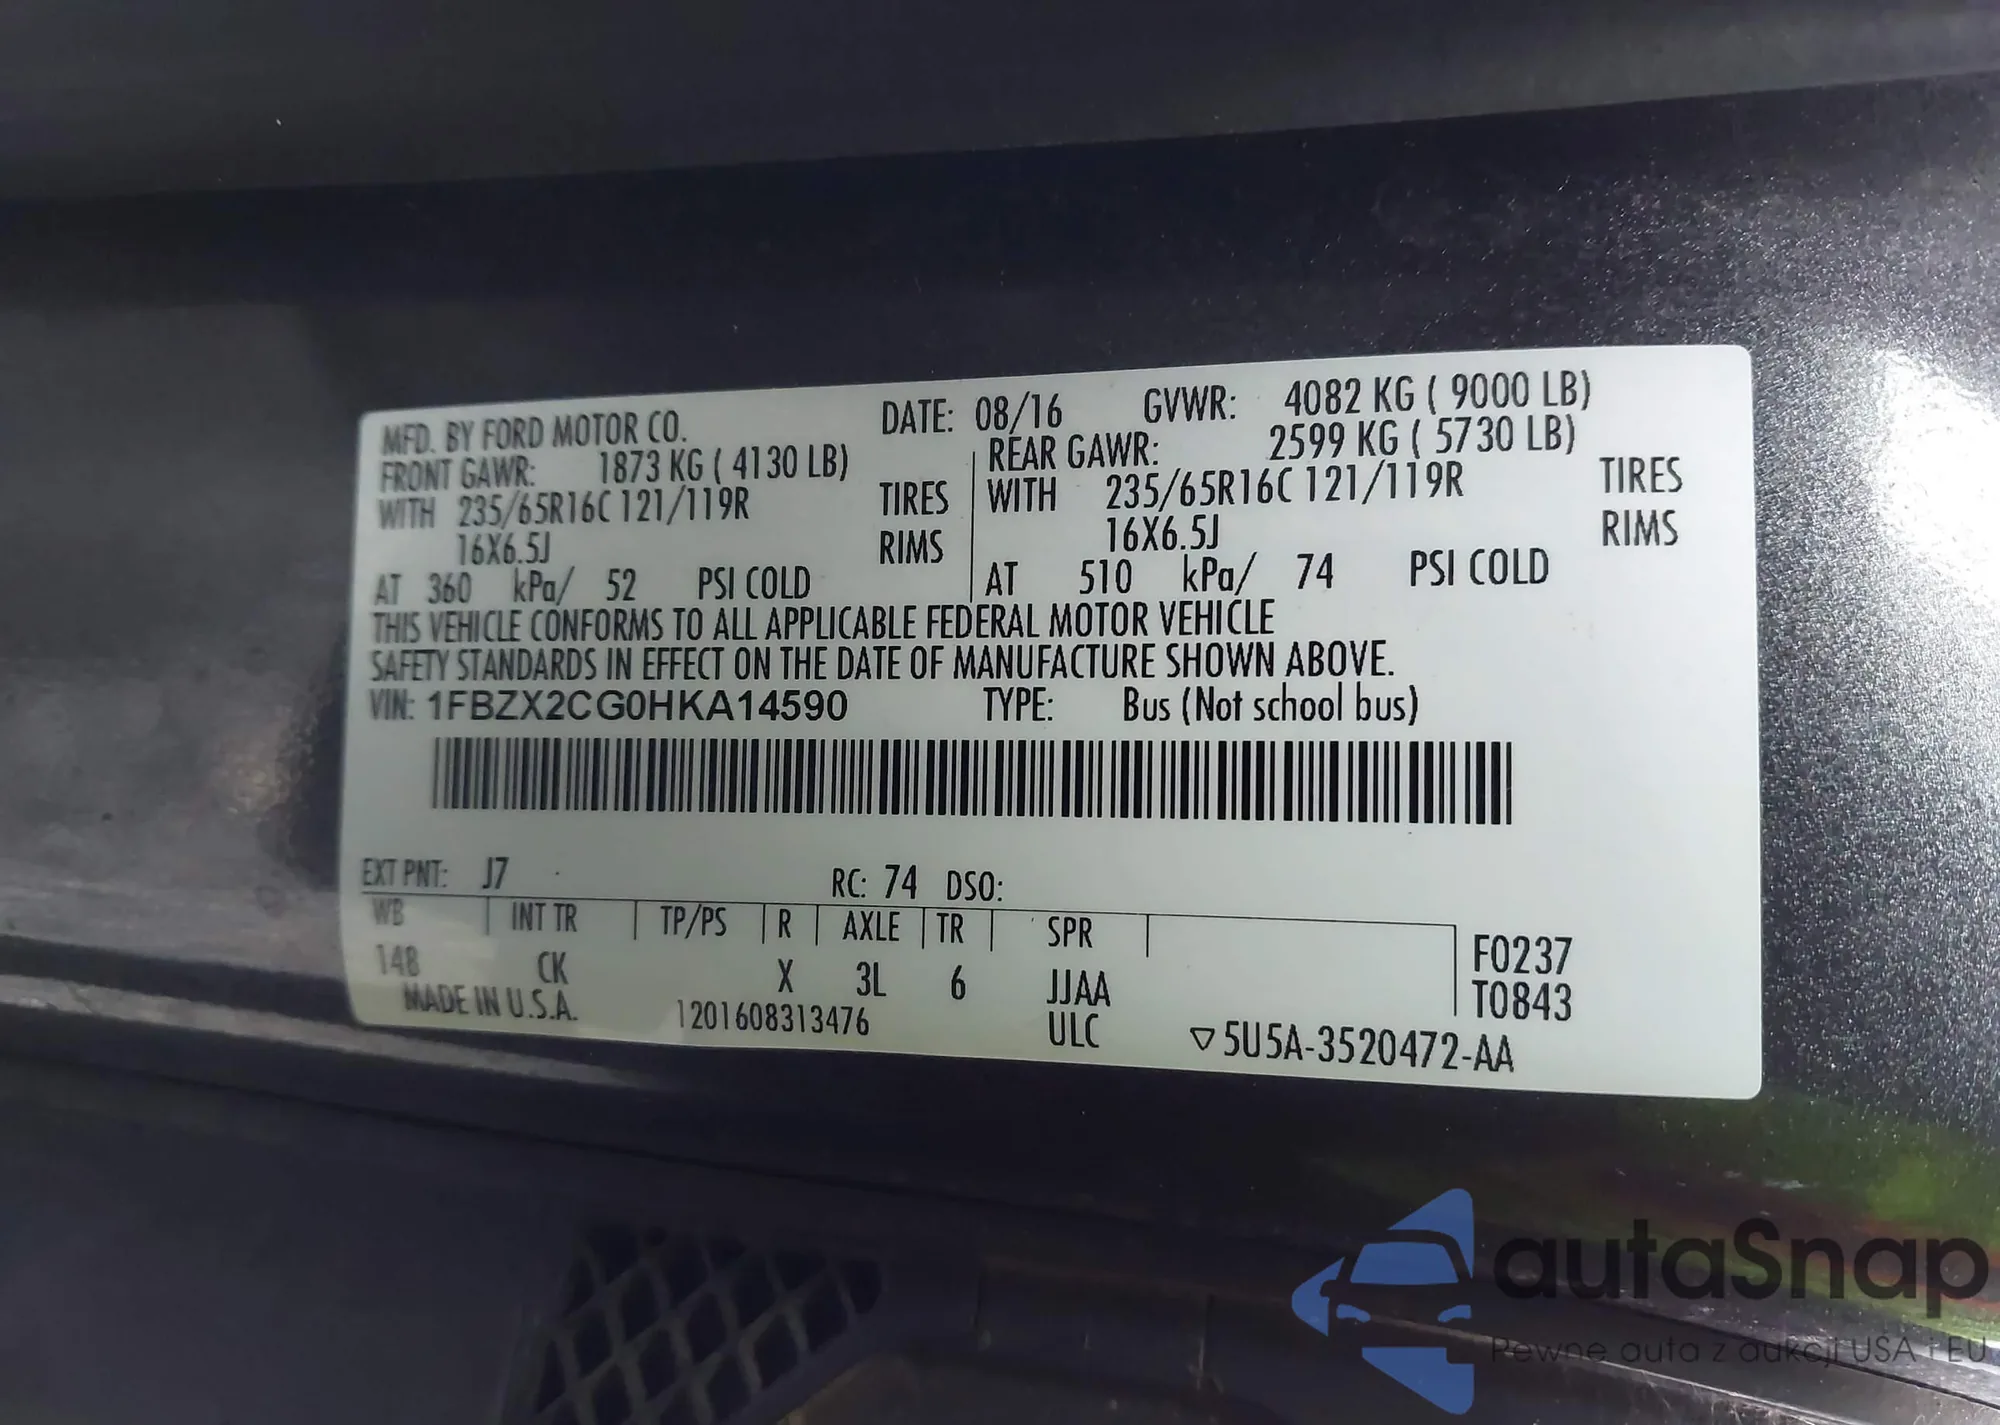 MFD. BY FORD MOTOR CO. DATE: 08/16 GVWR: 4082 KG ( 9000 LB)
FRONT GAWR: 1873 KG ( 4130 LB) REAR GAWR: 2599 KG ( 5730 LB)
WITH 235/65R16C 121/119R TIRES WITH 235/65R16C 121/119R TIRES
16X6.5J RIMS 16X6.5J RIMS
AT 360 kPa/ 52 PSI COLD AT 510 kPa/ 74 PSI COLD
THIS VEHICLE CONFORMS TO ALL APPLICABLE FEDERAL MOTOR VEHICLE
SAFETY STANDARDS IN EFFECT ON THE DATE OF MANUFACTURE SHOWN ABOVE.
VIN: 1FBZX2CG0HKA14590 TYPE: Bus (Not school bus)
EXT PNT: J7 RC: 74 DSO:
WB INT TR TP/PS R AXLE TR SPR
148 CK X 3L 6 JJAA F0237
MADE IN U.S.A. 1201608313476 ULC T0843
▽5U5A-3520472-AA
autaSnap
Pewne auta z aukcji USA i EU